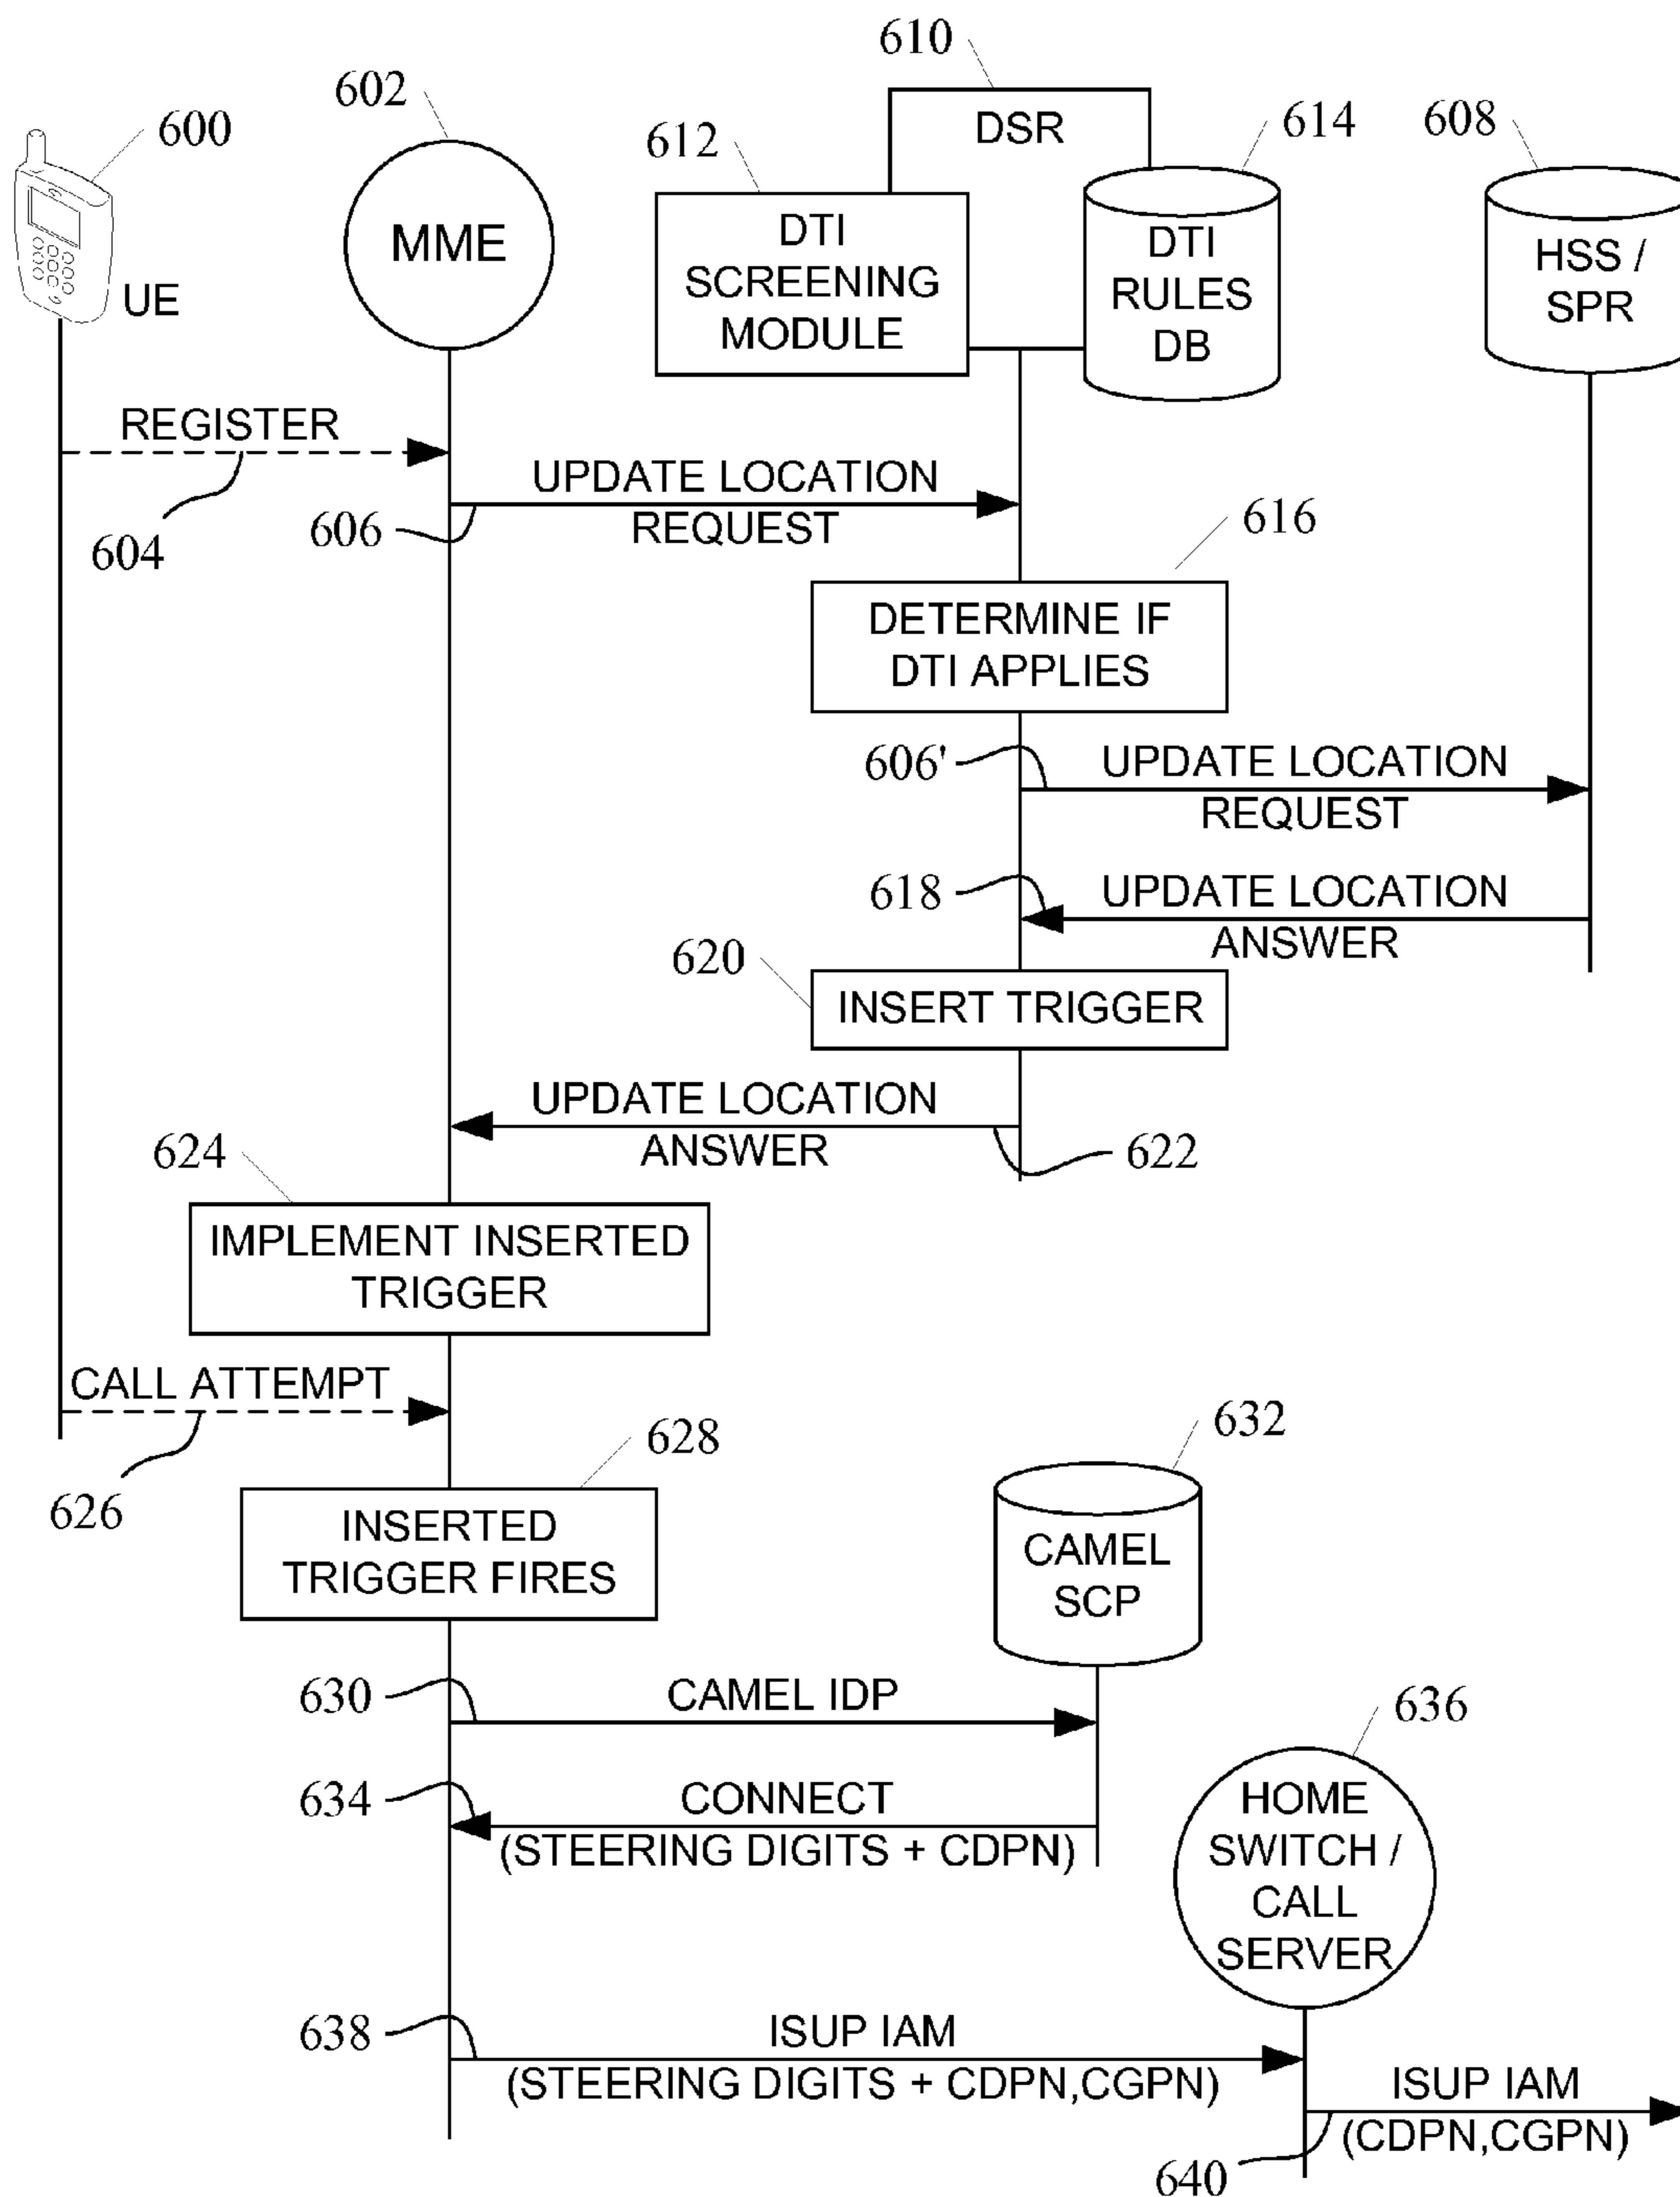 610
602
DSR
600
612
614
608
MME
DTI
SCREENING
MODULE
DTI
RULES
DB
HSS /
SPR
UE
REGISTER
604
UPDATE LOCATION
REQUEST
606
616
DETERMINE IF
DTI APPLIES
606'
UPDATE LOCATION
REQUEST
618
UPDATE LOCATION
ANSWER
620
INSERT TRIGGER
UPDATE LOCATION
ANSWER
622
624
IMPLEMENT INSERTED
TRIGGER
CALL ATTEMPT
626
628
INSERTED
TRIGGER FIRES
632
CAMEL
SCP
630
CAMEL IDP
634
CONNECT
(STEERING DIGITS + CDPN)
636
HOME
SWITCH /
CALL
SERVER
638
ISUP IAM
(STEERING DIGITS + CDPN,CGPN)
ISUP IAM
(CDPN,CGPN)
640